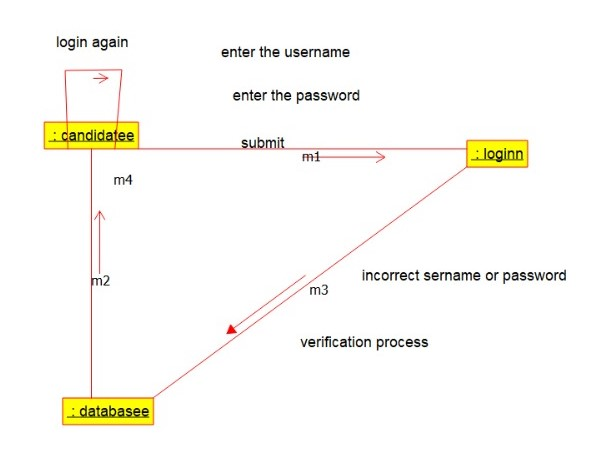 login again
enter the username
enter the password
: candidatee
submit
m1
: loginn
m4
m2
incorrect sername or password
m3
verification process
: databasee